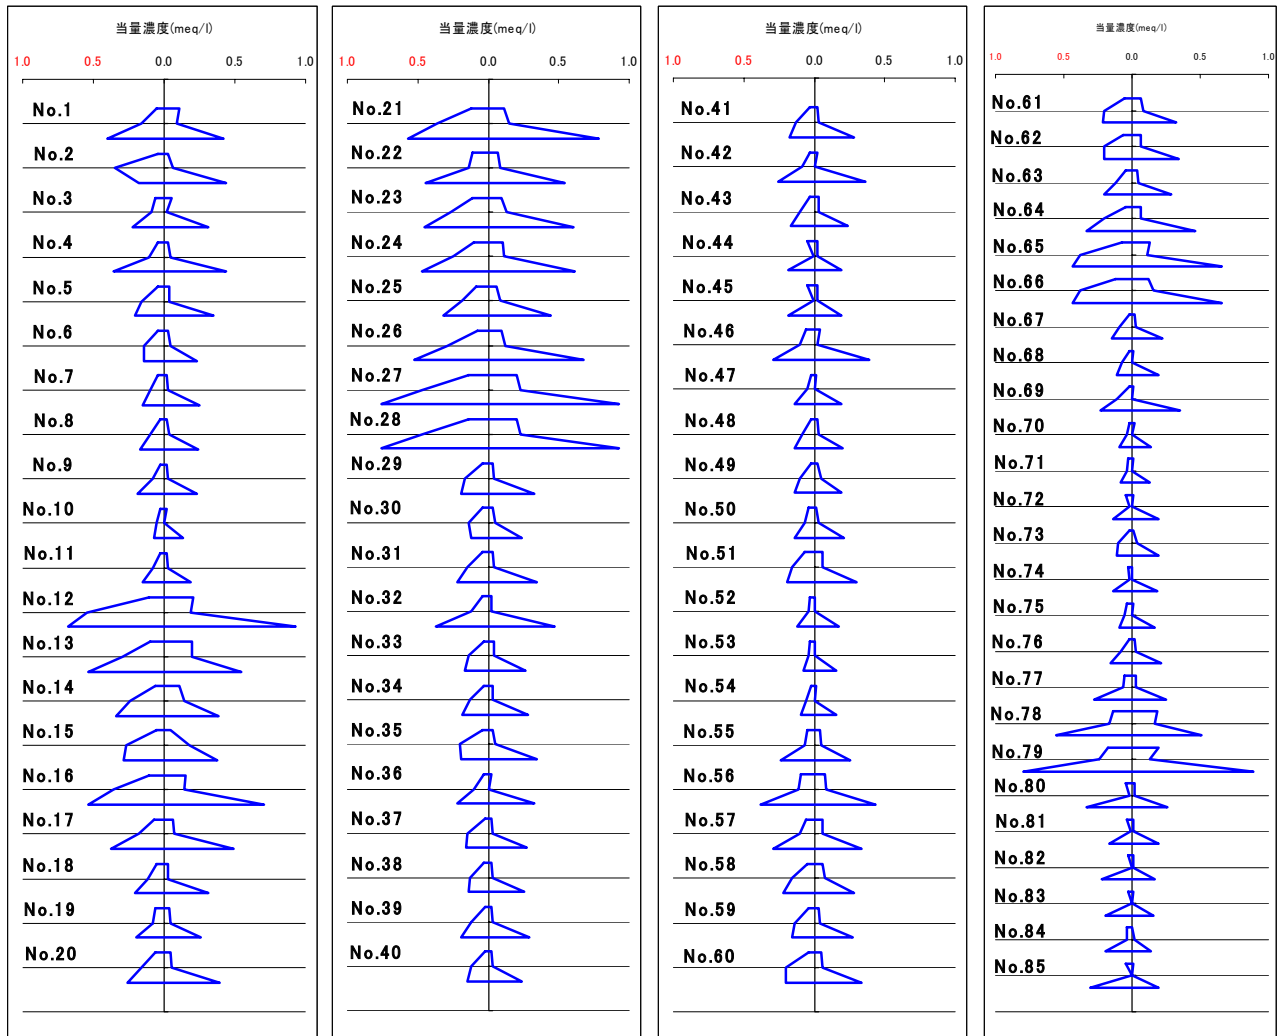 当量濃度(meq/l)
1.0 0.5 0.0 0.5 1.0
No.1
No.2
No.3
No.4
No.5
No.6
No.7
No.8
No.9
No.10
No.11
No.12
No.13
No.14
No.15
No.16
No.17
No.18
No.19
No.20
当量濃度(meq/l)
1.0 0.5 0.0 0.5 1.0
No.21
No.22
No.23
No.24
No.25
No.26
No.27
No.28
No.29
No.30
No.31
No.32
No.33
No.34
No.35
No.36
No.37
No.38
No.39
No.40
当量濃度(meq/l)
1.0 0.5 0.0 0.5 1.0
No.41
No.42
No.43
No.44
No.45
No.46
No.47
No.48
No.49
No.50
No.51
No.52
No.53
No.54
No.55
No.56
No.57
No.58
No.59
No.60
当量濃度(meq/l)
1.0 0.5 0.0 0.5 1.0
No.61
No.62
No.63
No.64
No.65
No.66
No.67
No.68
No.69
No.70
No.71
No.72
No.73
No.74
No.75
No.76
No.77
No.78
No.79
No.80
No.81
No.82
No.83
No.84
No.85